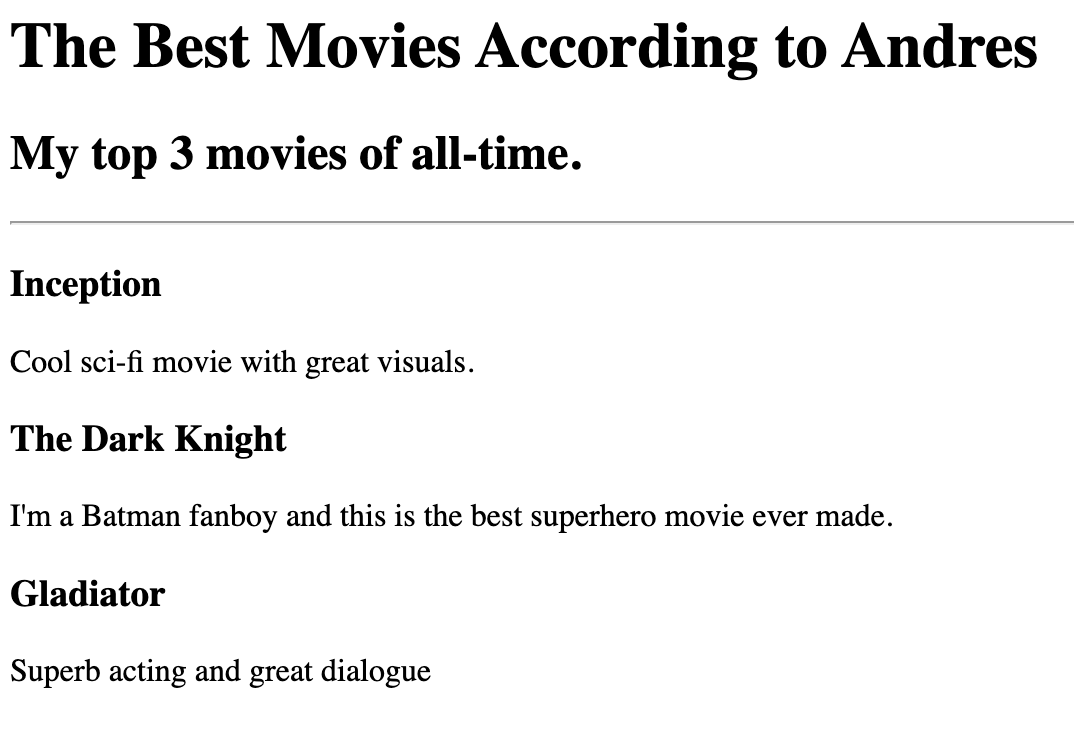 The Best Movies According to Andres
My top 3 movies of all-time.
Inception
Cool sci-fi movie with great visuals.
The Dark Knight
I'm a Batman fanboy and this is the best superhero movie ever made.
Gladiator
Superb acting and great dialogue